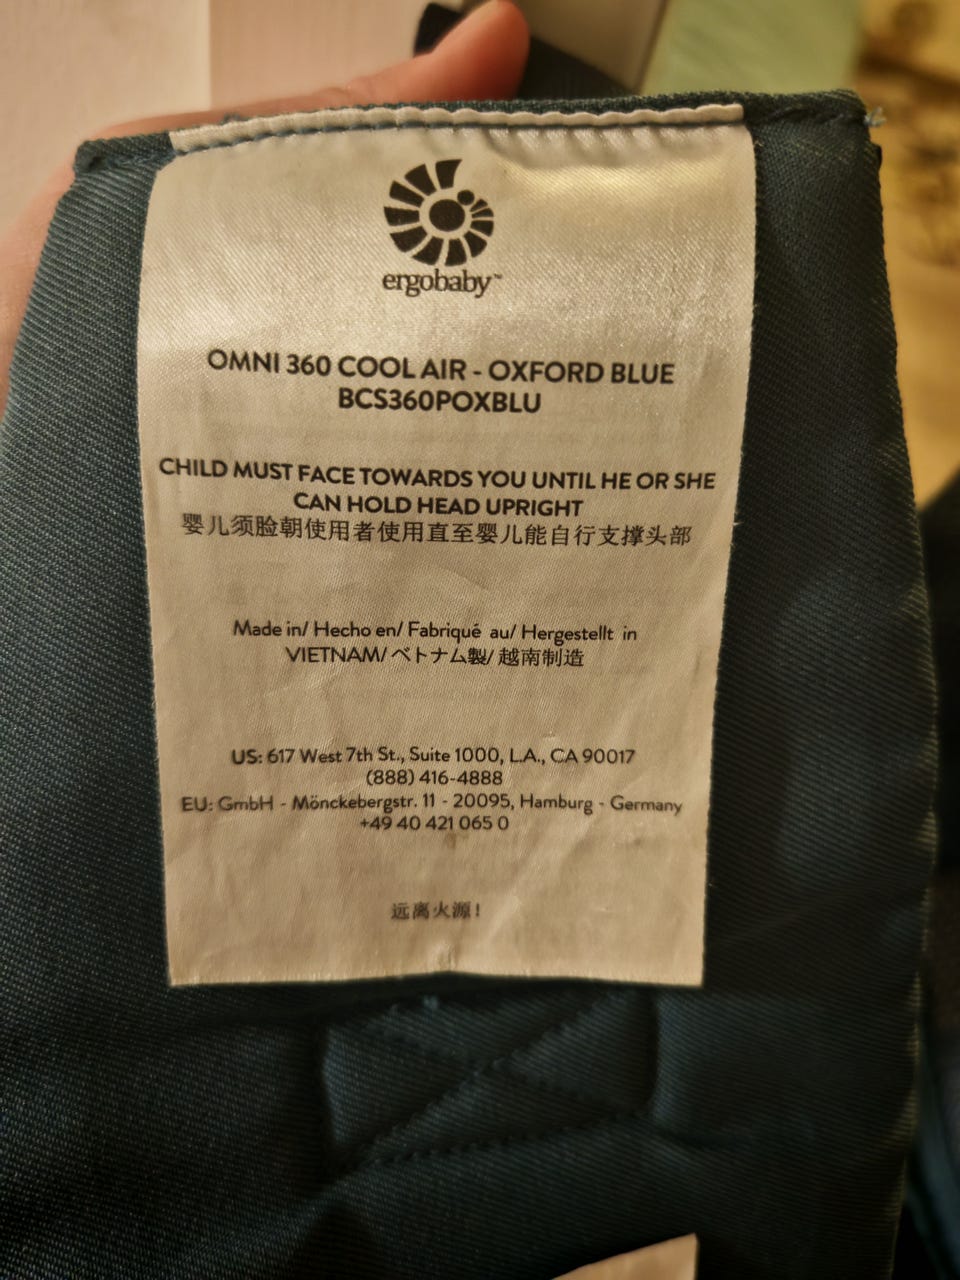 ergobaby™
OMNI 360 COOL AIR - OXFORD BLUE
BCS360POXBLU
CHILD MUST FACE TOWARDS YOU UNTIL HE OR SHE
CAN HOLD HEAD UPRIGHT
婴儿须脸朝使用者使用直至婴儿能自行支撑头部
Made in/ Hecho en/ Fabriqué au/ Hergestellt in
VIETNAM/ ベトナム製/ 越南制造
US: 617 West 7th St., Suite 1000, L.A., CA 90017
(888) 416-4888
EU: GmbH - Mönckebergstr. 11 - 20095, Hamburg - Germany
+49 40 421 065 0
远离火源!